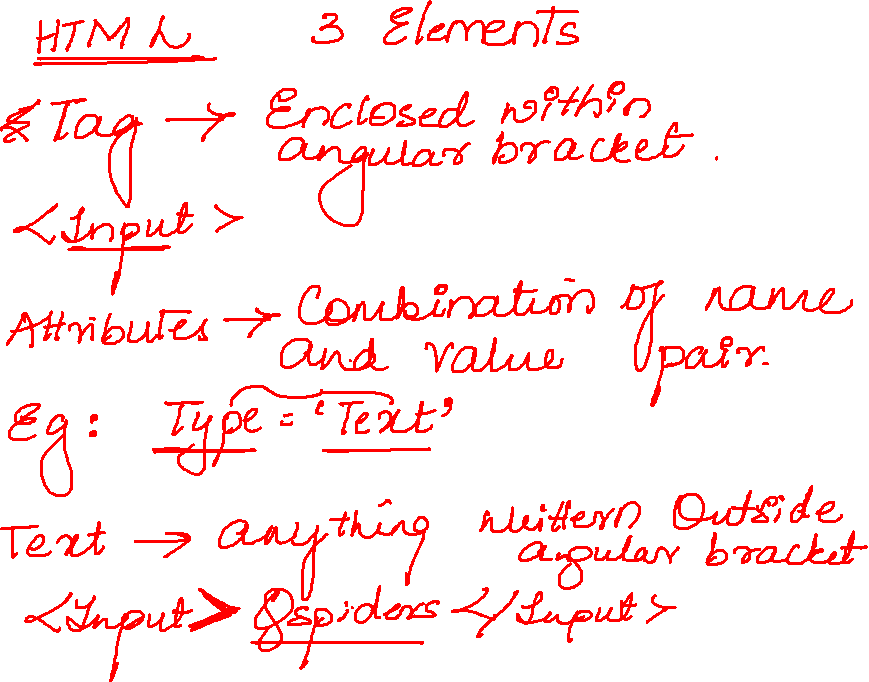 HTML 3 Elements
Tag → Enclosed within
angular bracket.
<Input>
Attributes → Combination of name
and value pair.
Eg: Type = 'Text'
Text → anything written Outside
angular bracket
<Input> Qspiders </Input>